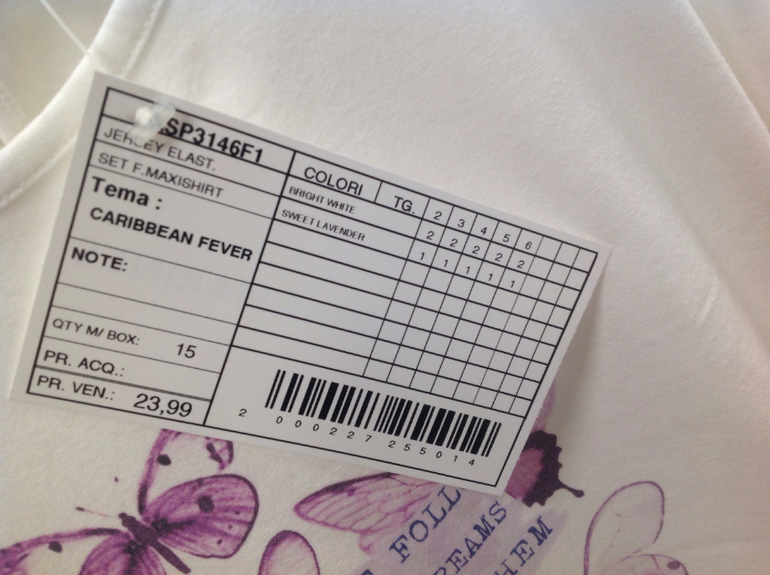 SP3146F1
JERSEY ELAST.
SET F.MAXISHIRT
Tema :
CARIBBEAN FEVER
NOTE:
QTY M/ BOX: 15
PR. ACQ.:
PR. VEN.: 23,99
COLORI TG. 2 3 4 5 6
BRIGHT WHITE 2 2 2 2 2
SWEET LAVENDER 1 1 1 1 1
2 000227 255014
FOLL
REAMS
HEM